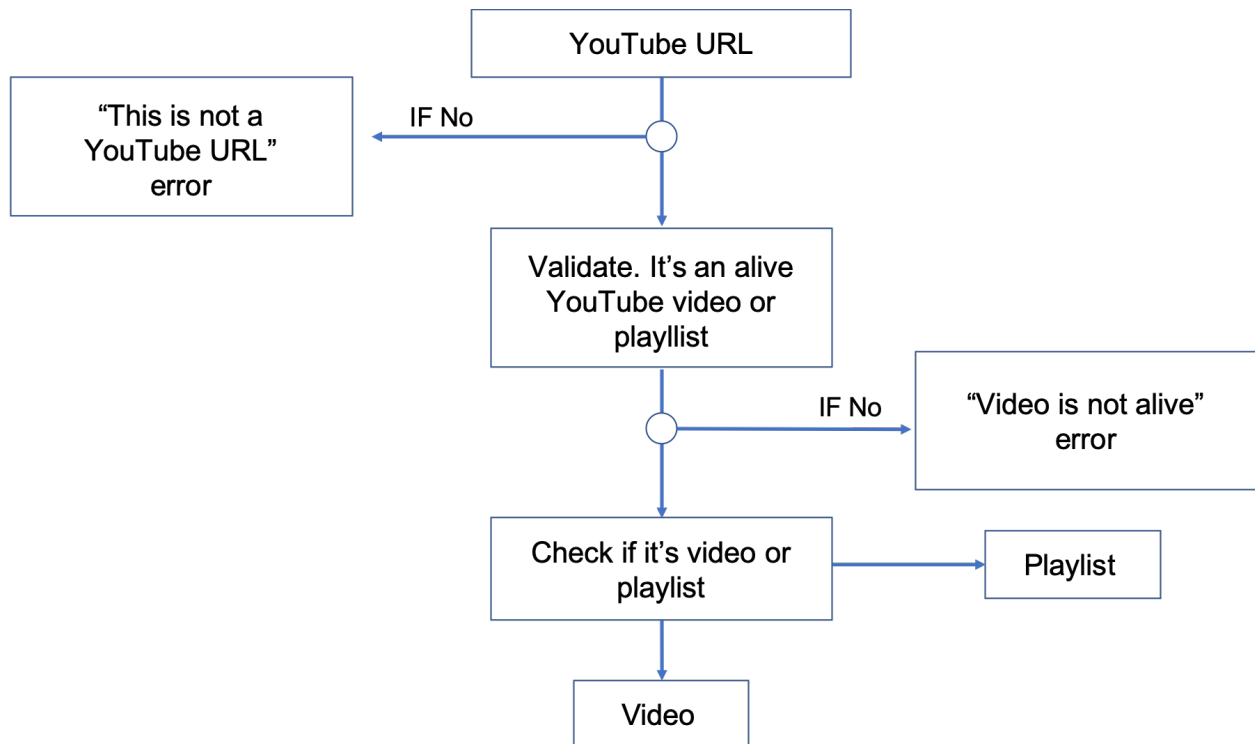 YouTube URL
“This is not a
YouTube URL”
error
IF No
Validate. It’s an alive
YouTube video or
playllist
IF No
“Video is not alive”
error
Check if it’s video or
playlist
Playlist
Video